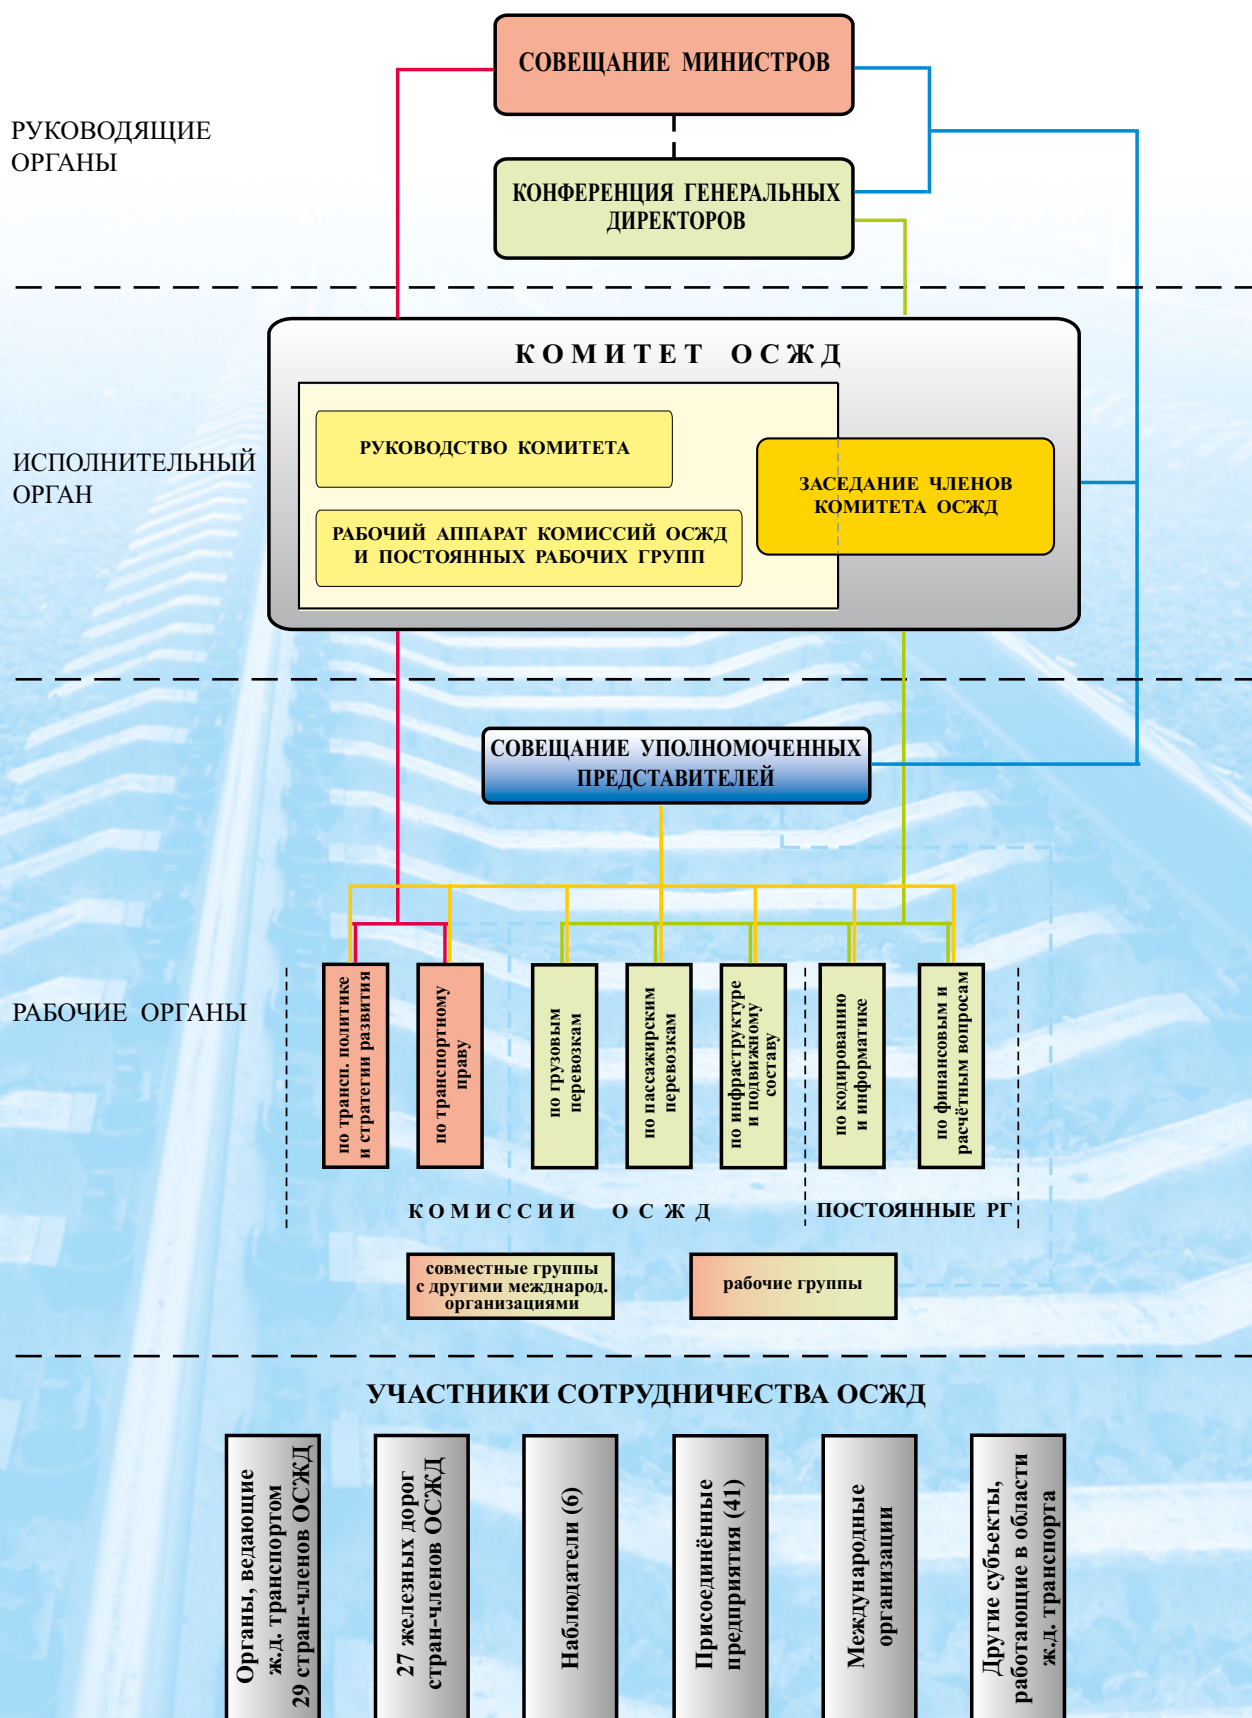 СОВЕЩАНИЕ МИНИСТРОВ
РУКОВОДЯЩИЕ
ОРГАНЫ
КОНФЕРЕНЦИЯ ГЕНЕРАЛЬНЫХ
ДИРЕКТОРОВ
КОМИТЕТ ОСЖД
РУКОВОДСТВО КОМИТЕТА
ИСПОЛНИТЕЛЬНЫЙ
ОРГАН
ЗАСЕДАНИЕ ЧЛЕНОВ
КОМИТЕТА ОСЖД
РАБОЧИЙ АППАРАТ КОМИССИЙ ОСЖД
И ПОСТОЯННЫХ РАБОЧИХ ГРУПП
СОВЕЩАНИЕ УПОЛНОМОЧЕННЫХ
ПРЕДСТАВИТЕЛЕЙ
РАБОЧИЕ ОРГАНЫ
по трансп. политике
и стратегии развития
по транспортному
праву
по грузовым
перевозкам
по пассажирским
перевозкам
по инфраструктуре
и подвижному
составу
по кодированию
и информатике
по финансовым и
расчётным вопросам
КОМИССИИ ОСЖД
ПОСТОЯННЫЕ РГ
совместные группы
с другими междунaрод.
организациями
рабочие группы
УЧАСТНИКИ СОТРУДНИЧЕСТВА ОСЖД
Органы, ведающие
ж.д. транспортом
29 стран-членов ОСЖД
27 железных дорог
стран-членов ОСЖД
Наблюдатели (6)
Присоединённые
предприятия (41)
Международные
организации
Другие субъекты,
работающие в области
ж.д. транспорта